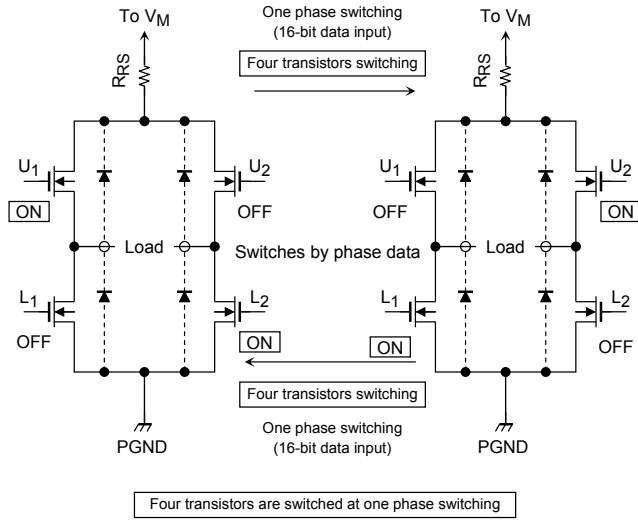 To VM
One phase switching
(16-bit data input)
To VM
RRS
Four transistors switching
RRS
U1
U2
U1
U2
ON
OFF
OFF
ON
Load
Switches by phase data
Load
L1
L2
L1
L2
OFF
ON
ON
OFF
Four transistors switching
PGND
One phase switching
(16-bit data input)
PGND
Four transistors are switched at one phase switching